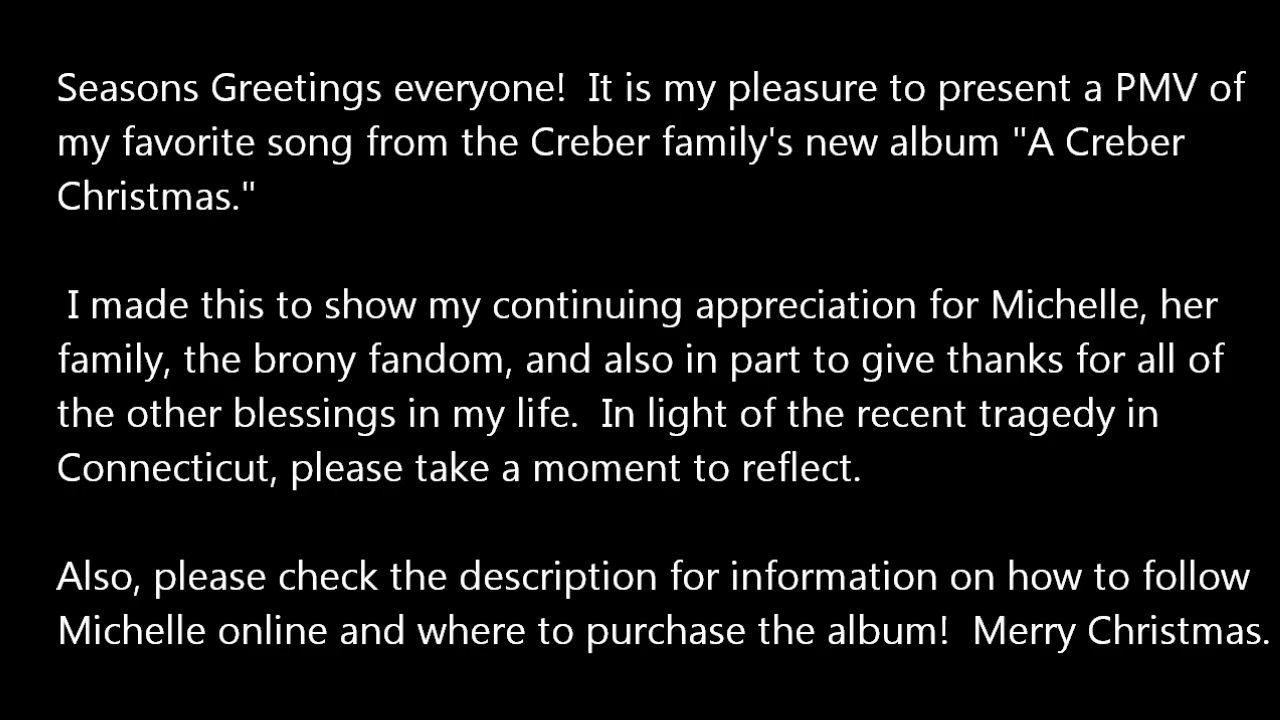 Seasons Greetings everyone!  It is my pleasure to present a PMV of
my favorite song from the Creber family's new album "A Creber
Christmas."
I made this to show my continuing appreciation for Michelle, her
family, the brony fandom, and also in part to give thanks for all of
the other blessings in my life.  In light of the recent tragedy in
Connecticut, please take a moment to reflect.
Also, please check the description for information on how to follow
Michelle online and where to purchase the album!  Merry Christmas.